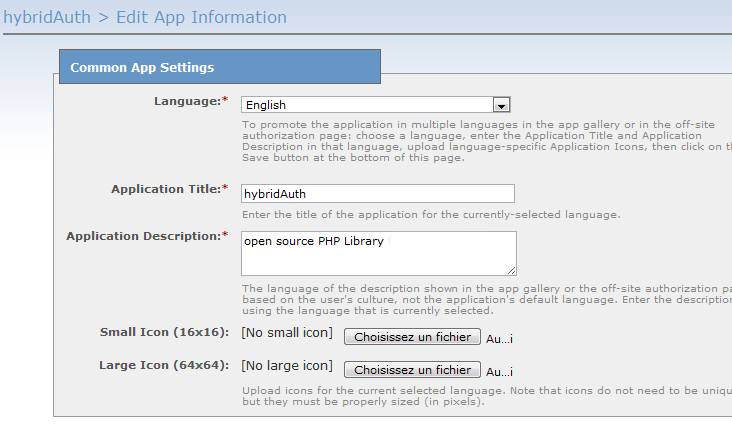 hybridAuth > Edit App Information
Common App Settings
Language:* English
To promote the application in multiple languages in the app gallery or in the off-site
authorization page: choose a language, enter the Application Title and Application
Description in that language, upload language-specific Application Icons, then click on
Save button at the bottom of this page.
Application Title:* hybridAuth
Enter the title of the application for the currently-selected language.
Application Description:* open source PHP Library
The language of the description shown in the app gallery or the off-site authorization
based on the user's culture, not the application's default language. Enter the description
using the language that is currently selected.
Small Icon (16x16): [No small icon] Choisissez un fichier Au...i
Large Icon (64x64): [No large icon] Choisissez un fichier Au...i
Upload icons for the current selected language. Note that icons do not need to be
but they must be properly sized (in pixels).